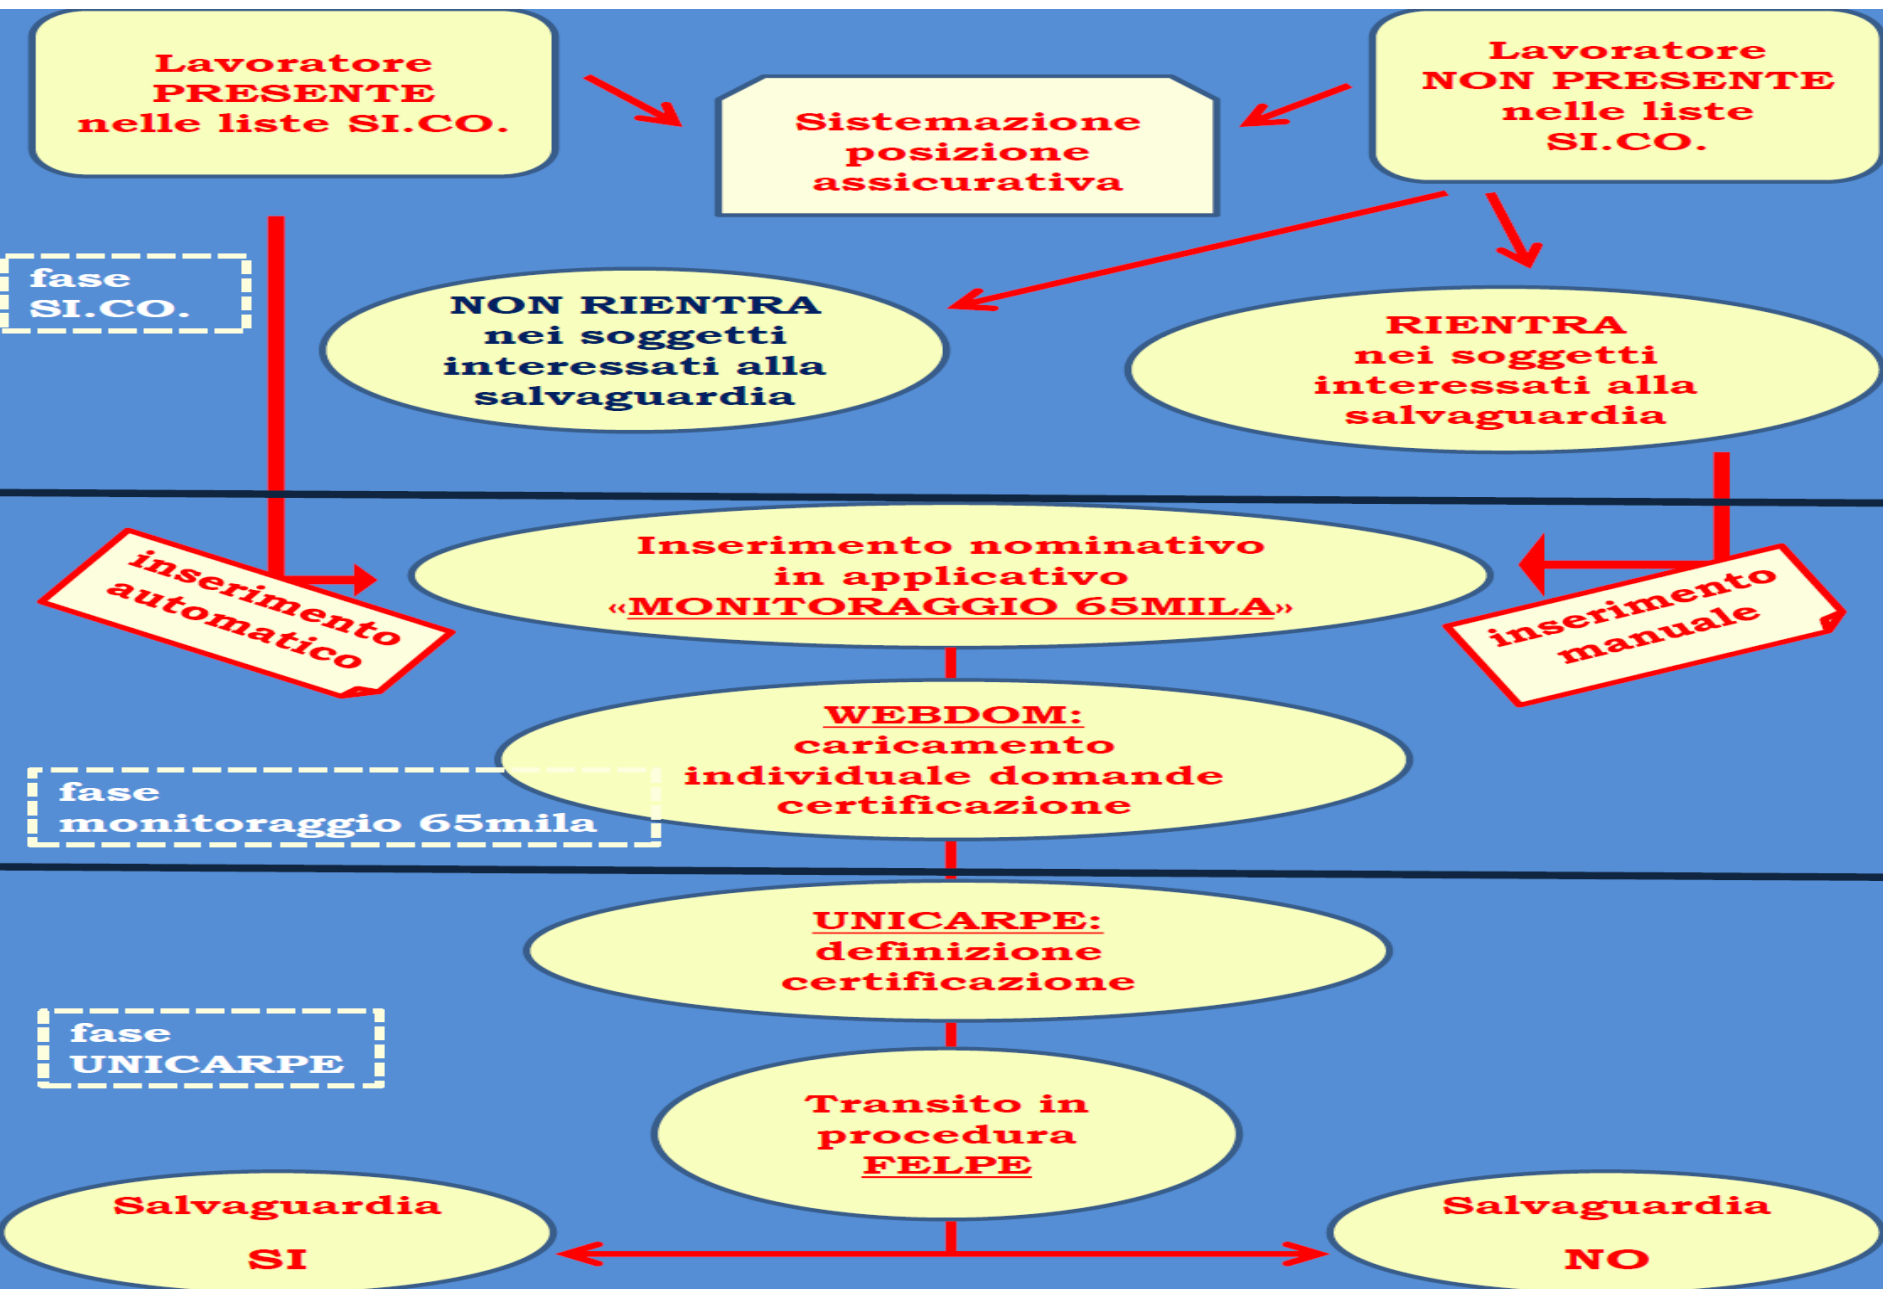 Lavoratore
PRESENTE
nelle liste SI.CO.
Sistemazione
posizione
assicurativa
Lavoratore
NON PRESENTE
nelle liste
SI.CO.
fase
SI.CO.
NON RIENTRA
nei soggetti
interessati alla
salvaguardia
RIENTRA
nei soggetti
interessati alla
salvaguardia
inserimento
automatico
Inserimento nominativo
in applicativo
«MONITORAGGIO 65MILA»
inserimento
manuale
WEBDOM:
caricamento
individuale domande
certificazione
fase
monitoraggio 65mila
UNICARPE:
definizione
certificazione
fase
UNICARPE
Transito in
procedura
FELPE
Salvaguardia
SI
Salvaguardia
NO